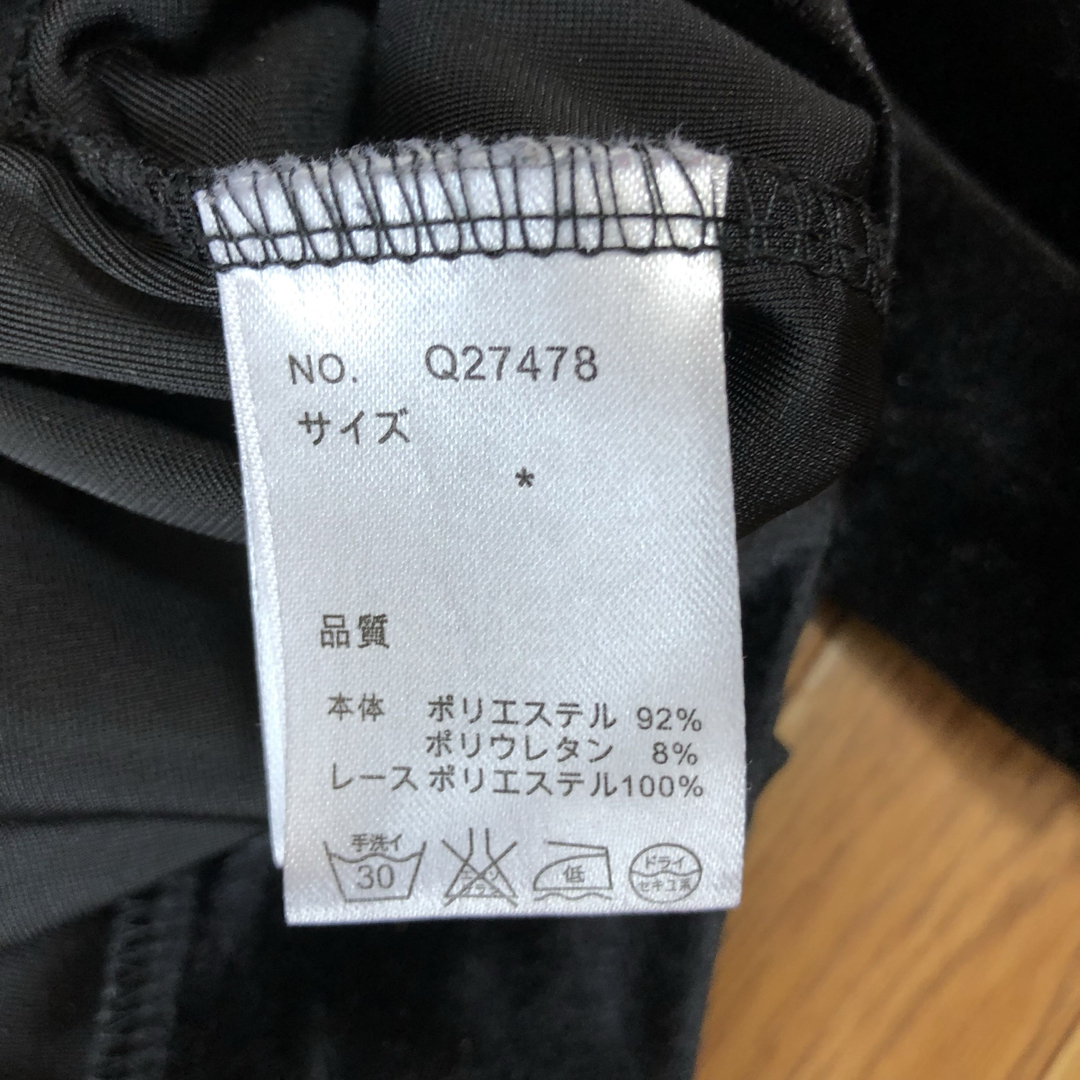 NO. Q27478
サイズ
*
品質
本体 ポリエステル 92%
ポリウレタン 8%
レース ポリエステル100%
手洗イ
30
低
ドライ
セキユ系